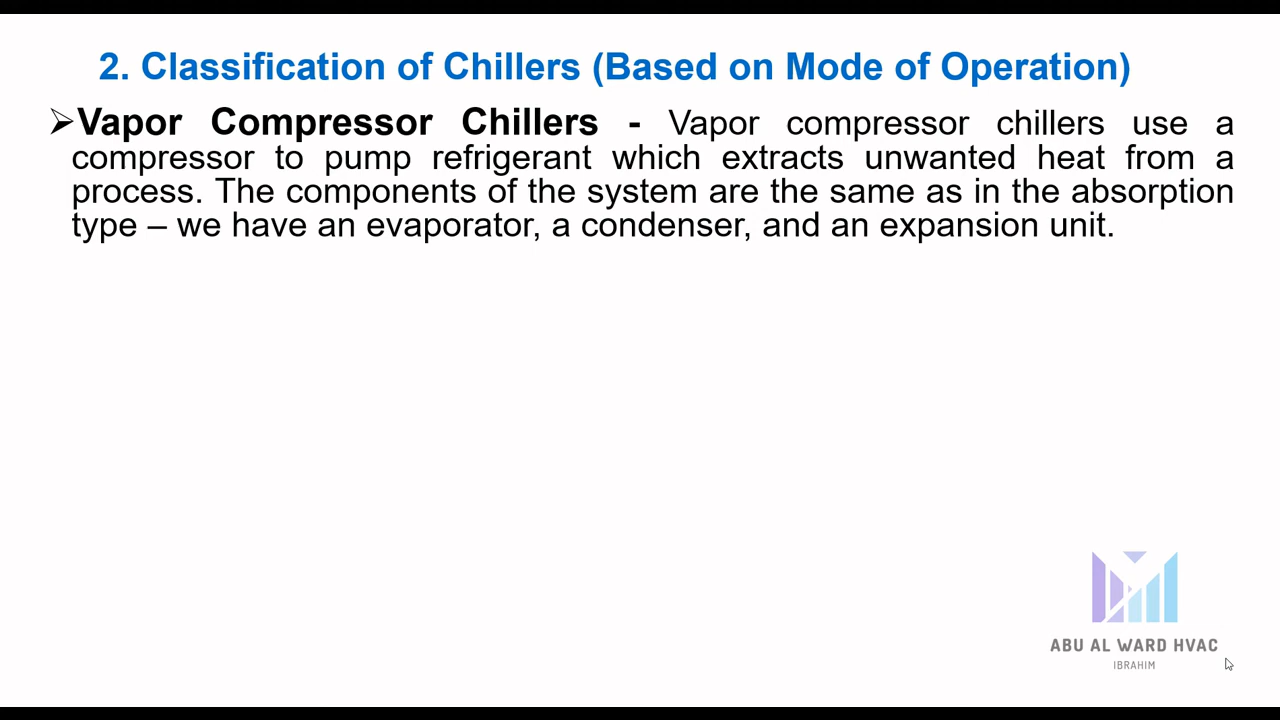 2. Classification of Chillers (Based on Mode of Operation)
➢Vapor Compressor Chillers - Vapor compressor chillers use a
compressor to pump refrigerant which extracts unwanted heat from a
process. The components of the system are the same as in the absorption
type – we have an evaporator, a condenser, and an expansion unit.
ABU AL WARD HVAC
IBRAHIM